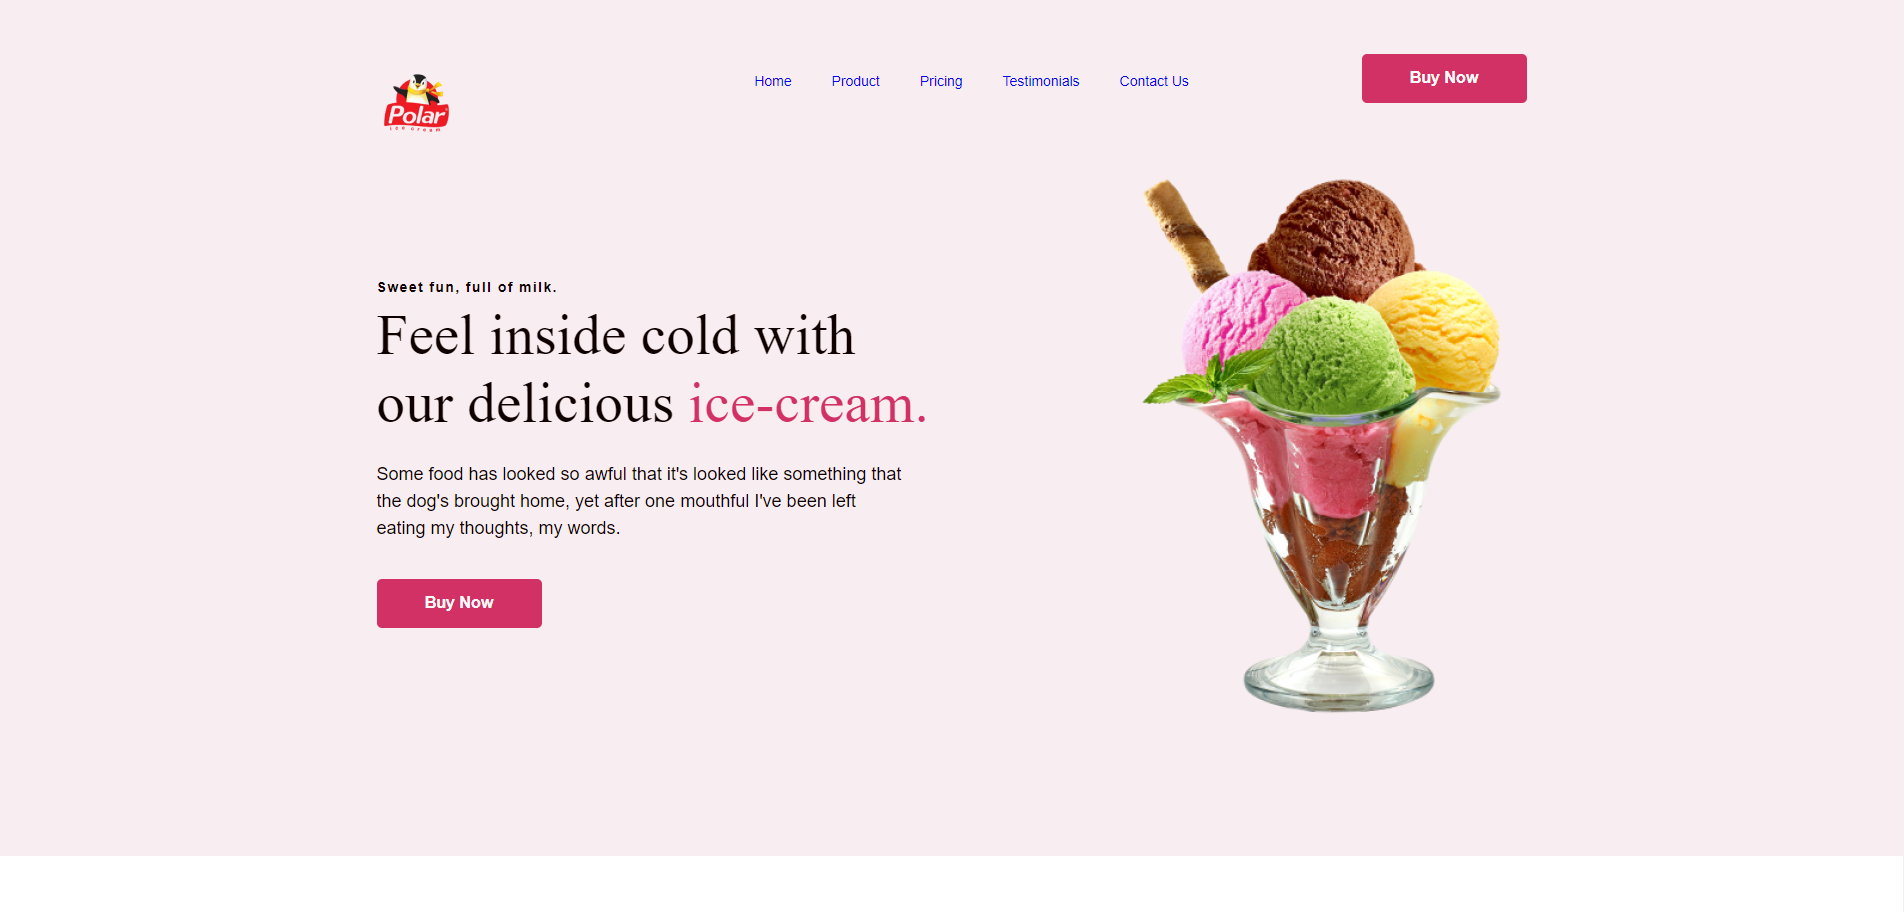 Polar
ice cream
Home
Product
Pricing
Testimonials
Contact Us
Buy Now
Sweet fun, full of milk.
Feel inside cold with
our delicious ice-cream.
Some food has looked so awful that it's looked like something that
the dog's brought home, yet after one mouthful I've been left
eating my thoughts, my words.
Buy Now